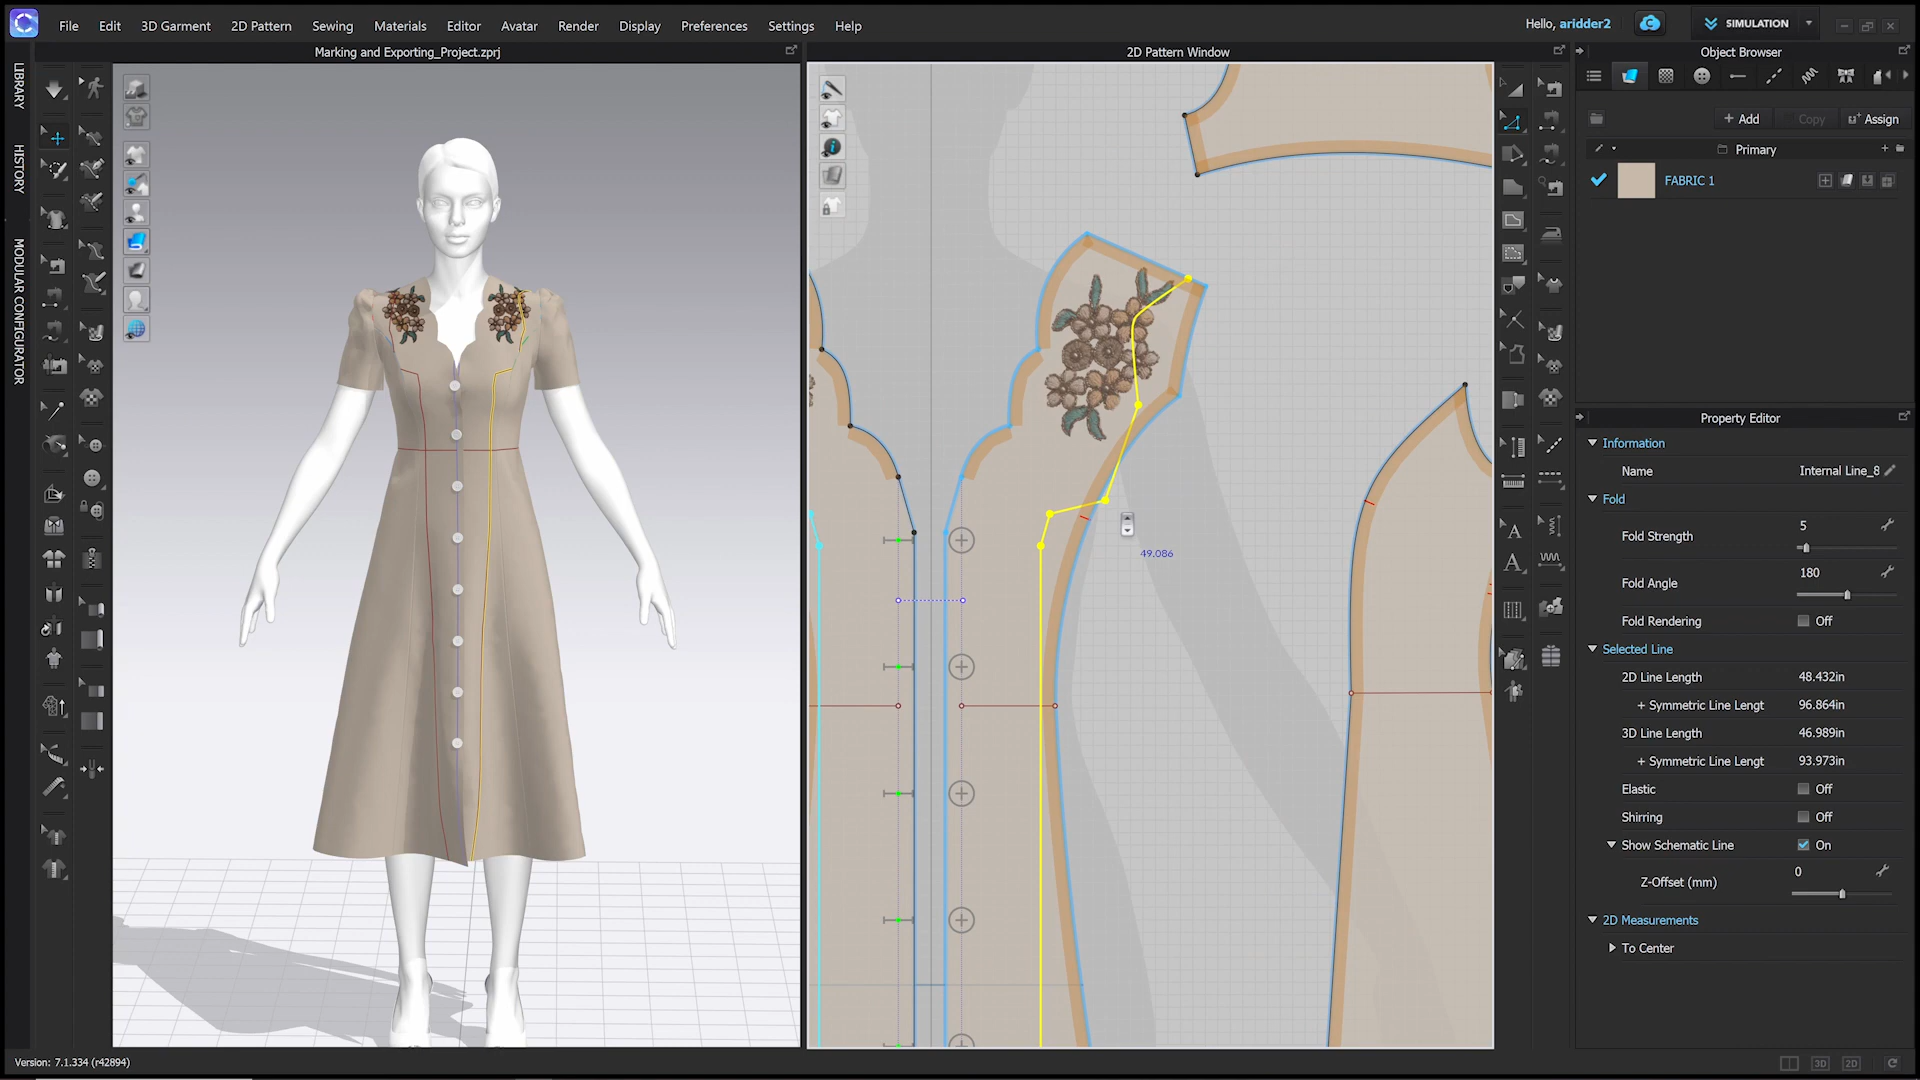 File
Edit
3D Garment
2D Pattern
Sewing
Materials
Editor
Avatar
Render
Display
Preferences
Settings
Help
Hello, aridder2
SIMULATION
Marking and Exporting_Project.zprj
2D Pattern Window
Object Browser
LIBRARY
HISTORY
MODULAR CONFIGURATOR
+ Add
Copy
Assign
Primary
FABRIC 1
49.086
Property Editor
Information
Name Internal Line_8
Fold
Fold Strength 5
Fold Angle 180
Fold Rendering Off
Selected Line
2D Line Length 48.432in
+ Symmetric Line Lengt 96.864in
3D Line Length 46.989in
+ Symmetric Line Lengt 93.973in
Elastic Off
Shirring Off
Show Schematic Line On
Z-Offset (mm) 0
2D Measurements
To Center
Version: 7.1.334 (r42894)
3D
2D